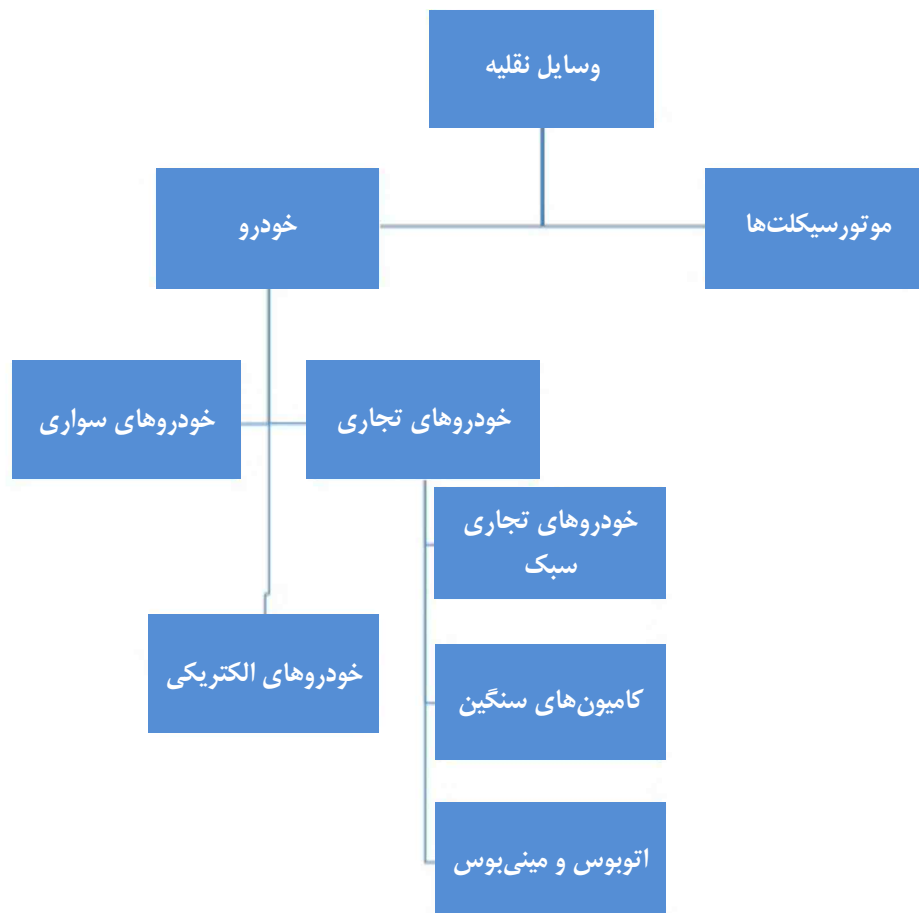 وسایل نقلیه
موتورسیکلت‌ها
خودرو
خودروهای تجاری
خودروهای سواری
خودروهای تجاری
سبک
خودروهای الکتریکی
کامیون‌های سنگین
اتوبوس و مینی‌بوس